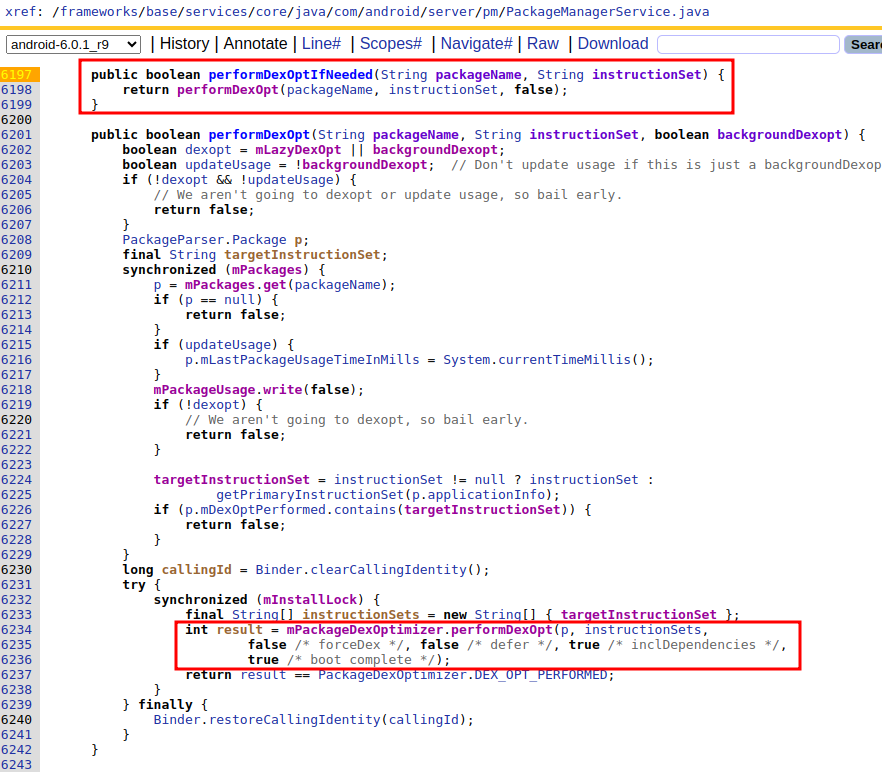 xref: /frameworks/base/services/core/java/com/android/server/pm/PackageManagerService.java
android-6.0.1_r9 | History | Annotate | Line# | Scopes# | Navigate# | Raw | Download Sear
6197 public boolean performDexOptIfNeeded(String packageName, String instructionSet) {
6198 return performDexOpt(packageName, instructionSet, false);
6199 }
6200
6201 public boolean performDexOpt(String packageName, String instructionSet, boolean backgroundDexopt) {
6202 boolean dexopt = mLazyDexOpt || backgroundDexopt;
6203 boolean updateUsage = !backgroundDexopt; // Don't update usage if this is just a backgroundDexop
6204 if (!dexopt && !updateUsage) {
6205 // We aren't going to dexopt or update usage, so bail early.
6206 return false;
6207 }
6208 PackageParser.Package p;
6209 final String targetInstructionSet;
6210 synchronized (mPackages) {
6211 p = mPackages.get(packageName);
6212 if (p == null) {
6213 return false;
6214 }
6215 if (updateUsage) {
6216 p.mLastPackageUsageTimeInMills = System.currentTimeMillis();
6217 }
6218 mPackageUsage.write(false);
6219 if (!dexopt) {
6220 // We aren't going to dexopt, so bail early.
6221 return false;
6222 }
6223
6224 targetInstructionSet = instructionSet != null ? instructionSet :
6225 getPrimaryInstructionSet(p.applicationInfo);
6226 if (p.mDexOptPerformed.contains(targetInstructionSet)) {
6227 return false;
6228 }
6229 }
6230 long callingId = Binder.clearCallingIdentity();
6231 try {
6232 synchronized (mInstallLock) {
6233 final String[] instructionSets = new String[] { targetInstructionSet };
6234 int result = mPackageDexOptimizer.performDexOpt(p, instructionSets,
6235 false /* forceDex */, false /* defer */, true /* inclDependencies */,
6236 true /* boot complete */);
6237 return result == PackageDexOptimizer.DEX_OPT_PERFORMED;
6238 }
6239 } finally {
6240 Binder.restoreCallingIdentity(callingId);
6241 }
6242 }
6243